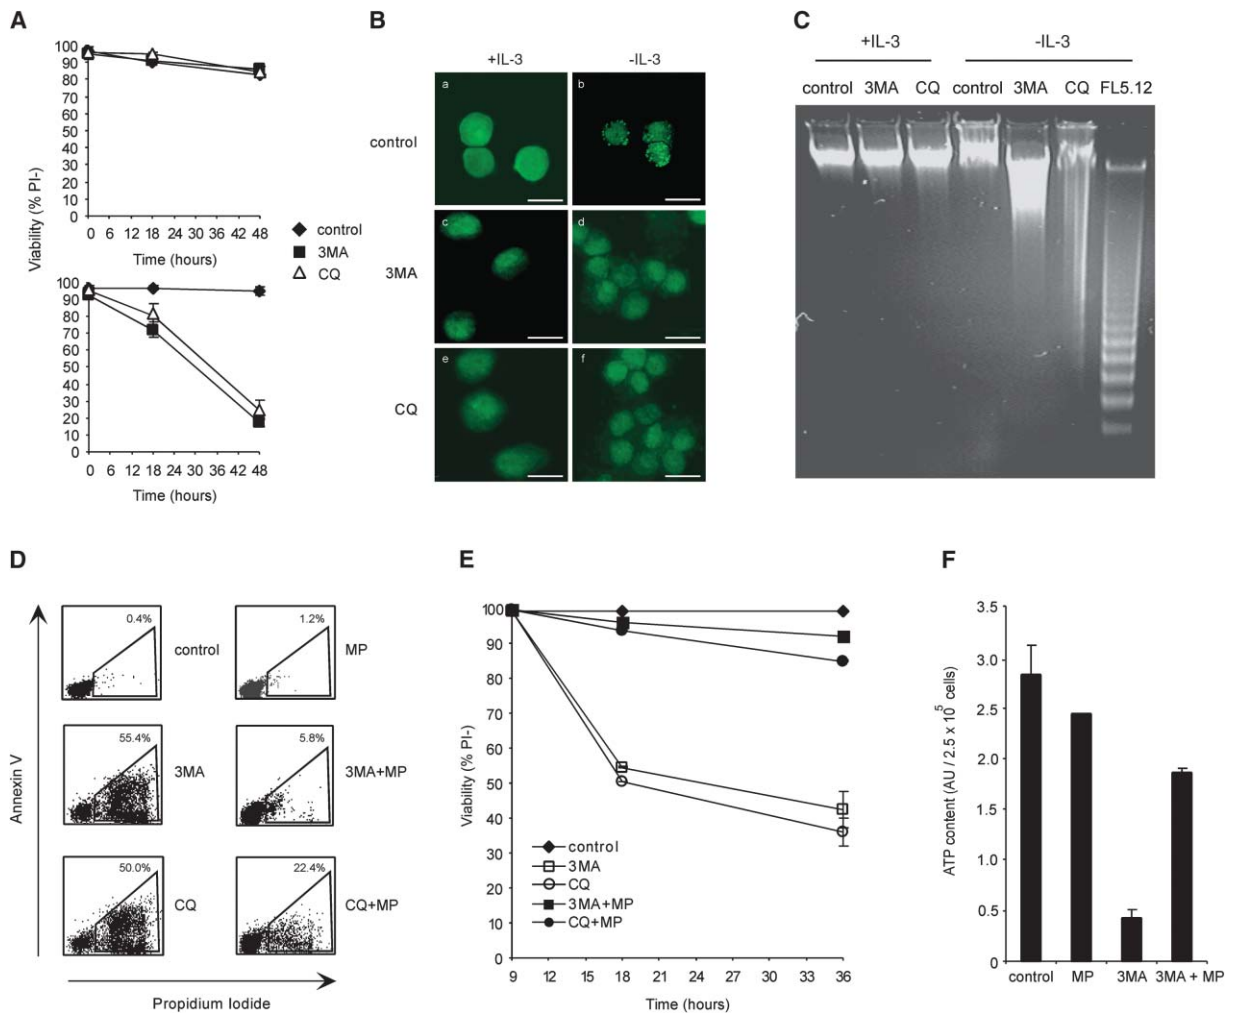 A
Viability (% PI-)
100
90
80
70
60
50
40
30
20
10
0
0 6 12 18 24 30 36 42 48
Time (hours)
control
3MA
CQ
100
90
80
70
60
50
40
30
20
10
0
0 6 12 18 24 30 36 42 48
Time (hours)
B
+IL-3 -IL-3
control
3MA
CQ
a b
c d
e f
C
+IL-3 -IL-3
control 3MA CQ control 3MA CQ FL5.12
D
Annexin V
0.4% control 1.2% MP
55.4% 3MA 5.8% 3MA+MP
50.0% CQ 22.4% CQ+MP
Propidium Iodide
E
Viability (% PI-)
100
90
80
70
60
50
40
30
20
10
0
control
3MA
CQ
3MA+MP
CQ+MP
9 12 15 18 21 24 27 30 33 36
Time (hours)
F
ATP content (AU / 2.5 x 10^5 cells)
3.5
3.0
2.5
2.0
1.5
1.0
0.5
0
control MP 3MA 3MA + MP